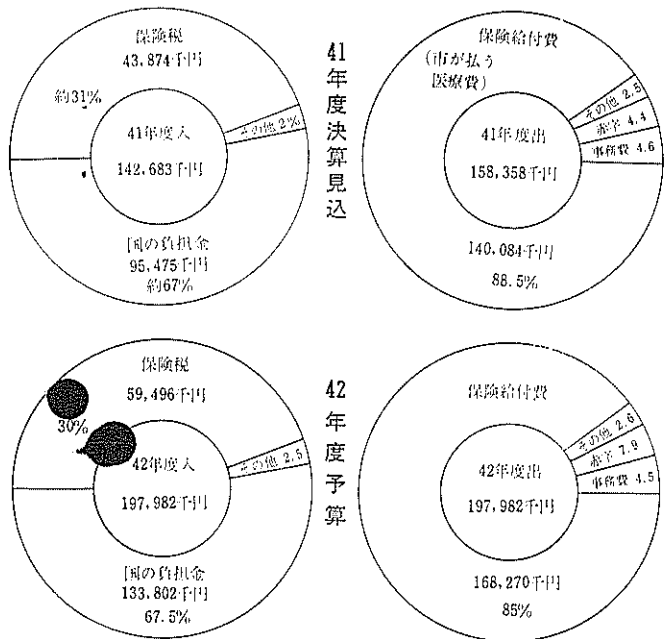 保険税
43,874千円
約31%
その他 2%
41年度入
142,683千円
国の負担金
95,475千円
約67%
41年度決算見込
保険給付費
(市が払う
医療費)
その他 2.5
赤字 4.4
事務費 4.6
41年度出
158,358千円
140,084千円
88.5%
保険税
59,496千円
30%
その他 2.5
42年度入
197,982千円
国の負担金
133,802千円
67.5%
42年度予算
保険給付費
その他 2.6
赤字 7.9
事務費 4.5
42年度出
197,982千円
168,270千円
85%